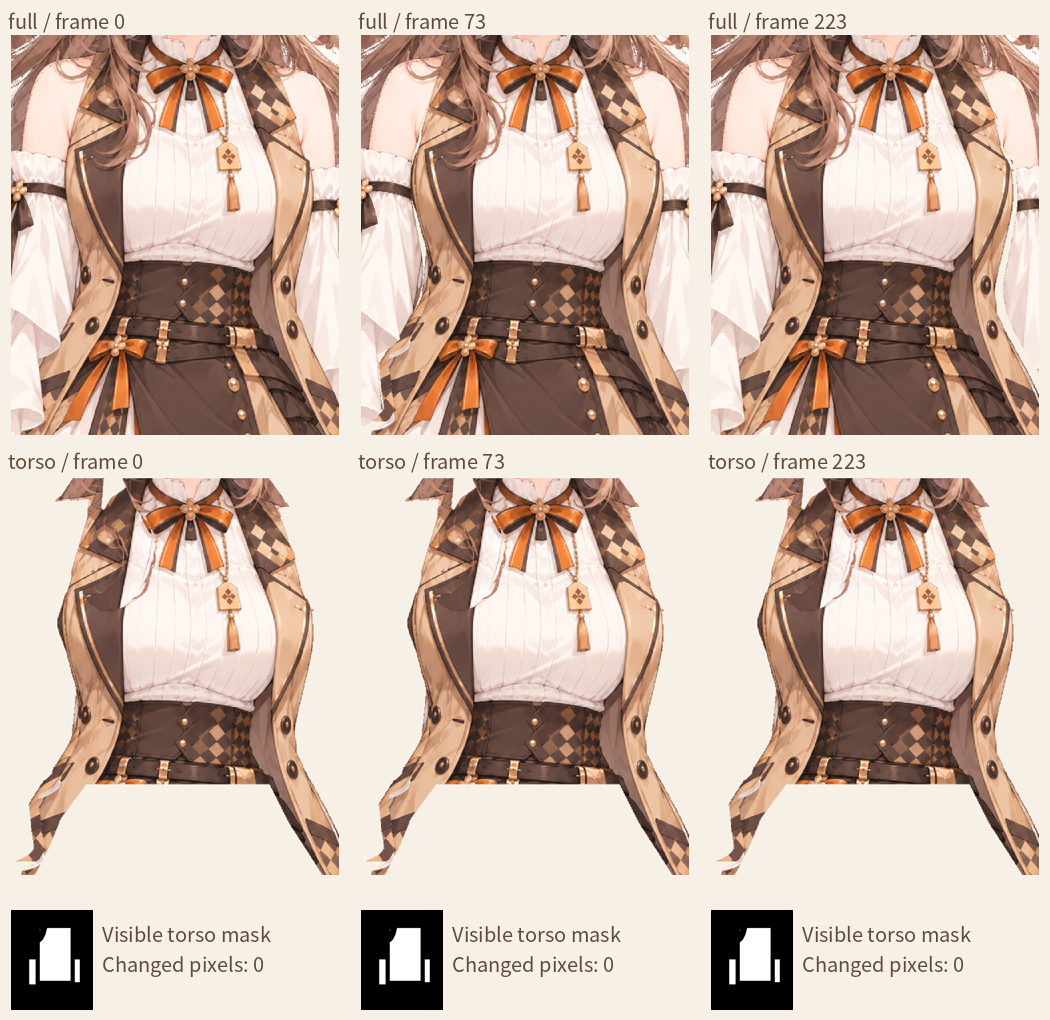 full / frame 0
full / frame 73
full / frame 223
torso / frame 0
torso / frame 73
torso / frame 223
Visible torso mask
Changed pixels: 0
Visible torso mask
Changed pixels: 0
Visible torso mask
Changed pixels: 0